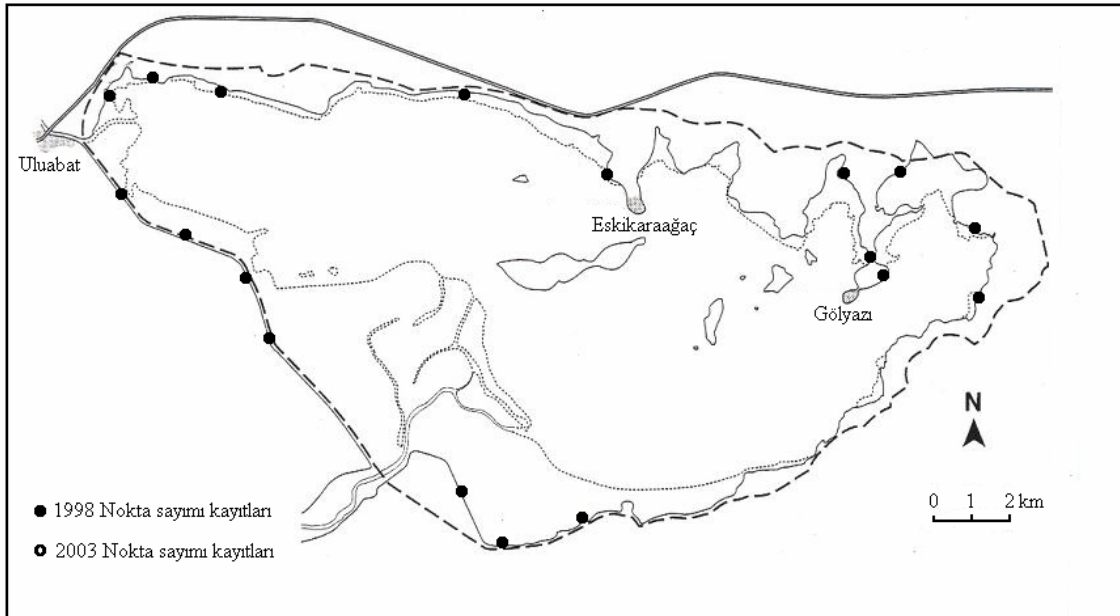 Uluabat
Eskikaraağaç
Gölyazı
N
0 1 2 km
1998 Nokta sayımı kayıtları
2003 Nokta sayımı kayıtları